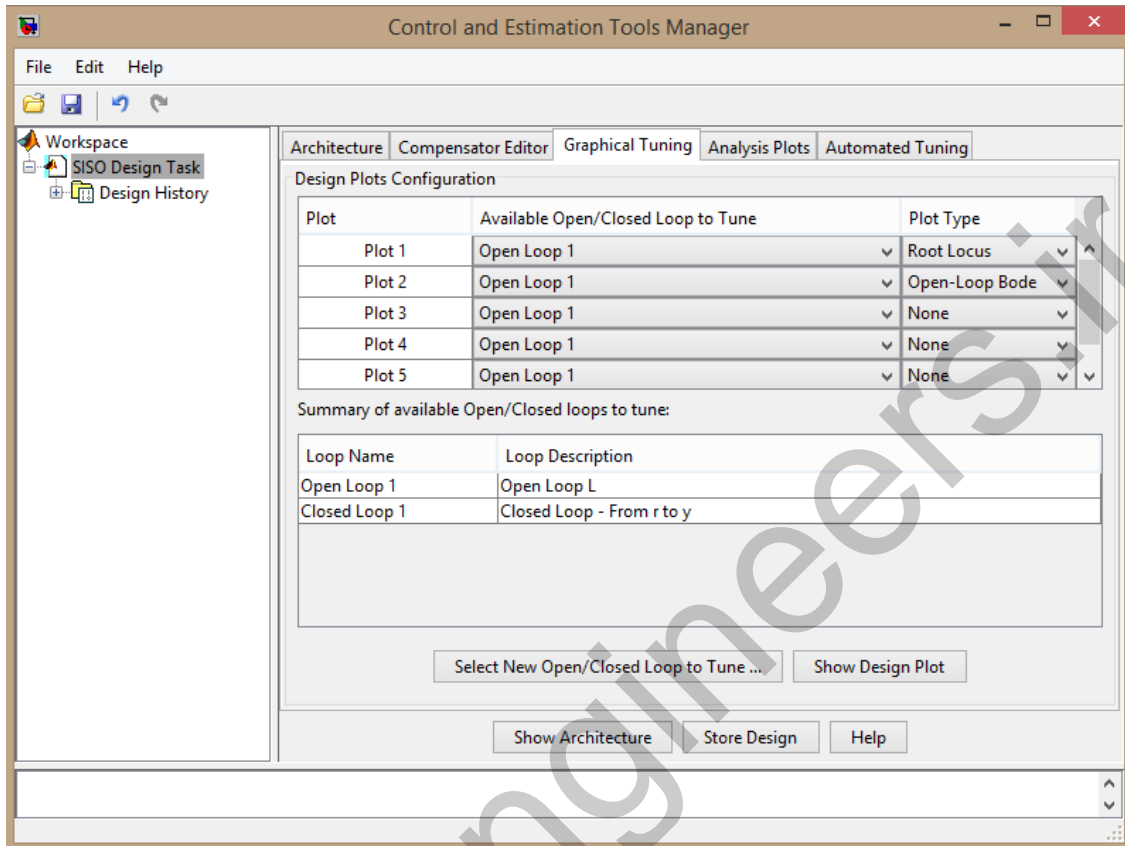 Control and Estimation Tools Manager
File Edit Help
Workspace
SISO Design Task
Design History
Architecture Compensator Editor Graphical Tuning Analysis Plots Automated Tuning
Design Plots Configuration
Plot Available Open/Closed Loop to Tune Plot Type
Plot 1 Open Loop 1 Root Locus
Plot 2 Open Loop 1 Open-Loop Bode
Plot 3 Open Loop 1 None
Plot 4 Open Loop 1 None
Plot 5 Open Loop 1 None
Summary of available Open/Closed loops to tune:
Loop Name Loop Description
Open Loop 1 Open Loop L
Closed Loop 1 Closed Loop - From r to y
Select New Open/Closed Loop to Tune ... Show Design Plot
Show Architecture Store Design Help
ngineers.ir